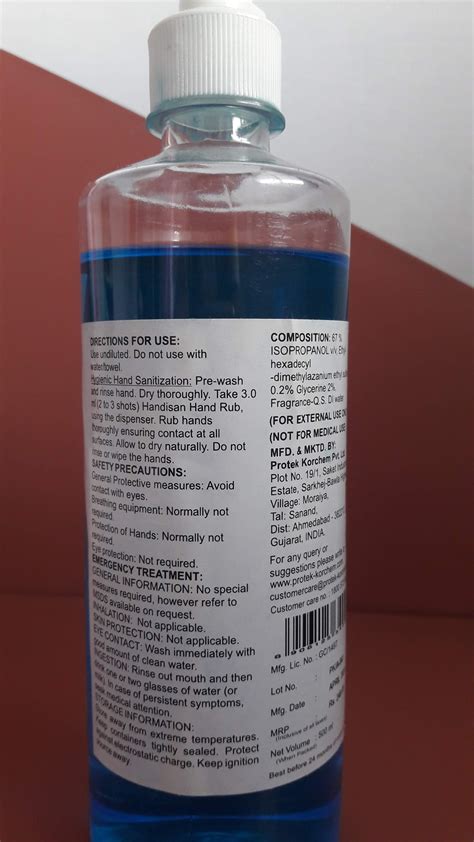 DIRECTIONS FOR USE:
Use undiluted. Do not use with
water/towel.
Hygienic Hand Sanitization: Pre-wash
and rinse hand. Dry thoroughly. Take 3.0
ml (2 to 3 shots) Handisan Hand Rub,
using the dispenser. Rub hands
thoroughly ensuring contact at all
surfaces. Allow to dry naturally. Do not
rinse or wipe the hands.
SAFETY PRECAUTIONS:
General Protective measures: Avoid
contact with eyes.
Breathing equipment: Normally not
required.
Protection of Hands: Normally not
required.
Eye protection: Not required.
EMERGENCY TREATMENT:
GENERAL INFORMATION: No special
measures required, however refer to
MSDS available on request.
INHALATION: Not applicable.
SKIN PROTECTION: Not applicable.
EYE CONTACT: Wash immediately with
good amount of clean water.
INGESTION: Rinse out mouth and then
drink one or two glasses of water (or
). In case of persistent symptoms,
seek medical attention.
STORAGE INFORMATION:
Store away from extreme temperatures.
Keep containers tightly sealed. Protect
against electrostatic charge. Keep ignition
source away.
COMPOSITION: 67 %
ISOPROPANOL v/v, Ethyl
hexadecyl
-dimethylazanium ethyl
0.2% Glycerine 2%,
Fragrance-Q.S. DI water
(FOR EXTERNAL USE
(NOT FOR MEDICAL USE
MFD. & MKTD. BY:
Protek Korchem Pvt. Ltd.
Plot No. 19/1, Saket
Estate, Sarkhej-Bavla
Village: Moraiya,
Tal: Sanand,
Dist: Ahmedabad -
Gujarat, INDIA.
For any query or
suggestions please
www.protek-korchem.
customercare@protek
Customer care no.:
Mfg. Lic. No.:
Lot No
Mfg. Date
MRP
(Inclusive of all taxes)
Net Volume : 500 ml
(When Packed)
Best before 24 months